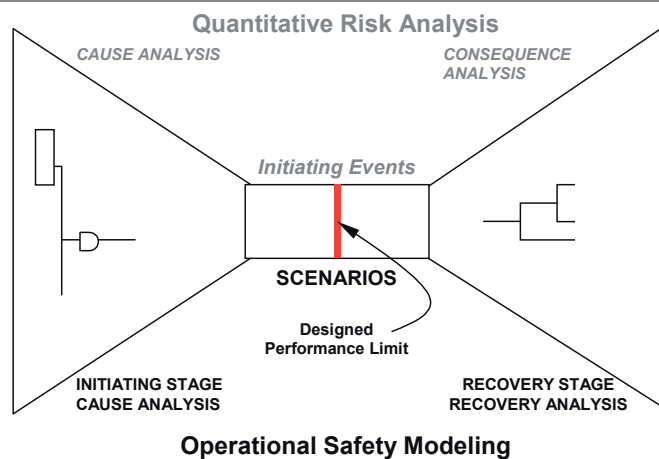 Quantitative Risk Analysis
CAUSE ANALYSIS
CONSEQUENCE
ANALYSIS
Initiating Events
SCENARIOS
Designed
Performance Limit
INITIATING STAGE
CAUSE ANALYSIS
RECOVERY STAGE
RECOVERY ANALYSIS
Operational Safety Modeling